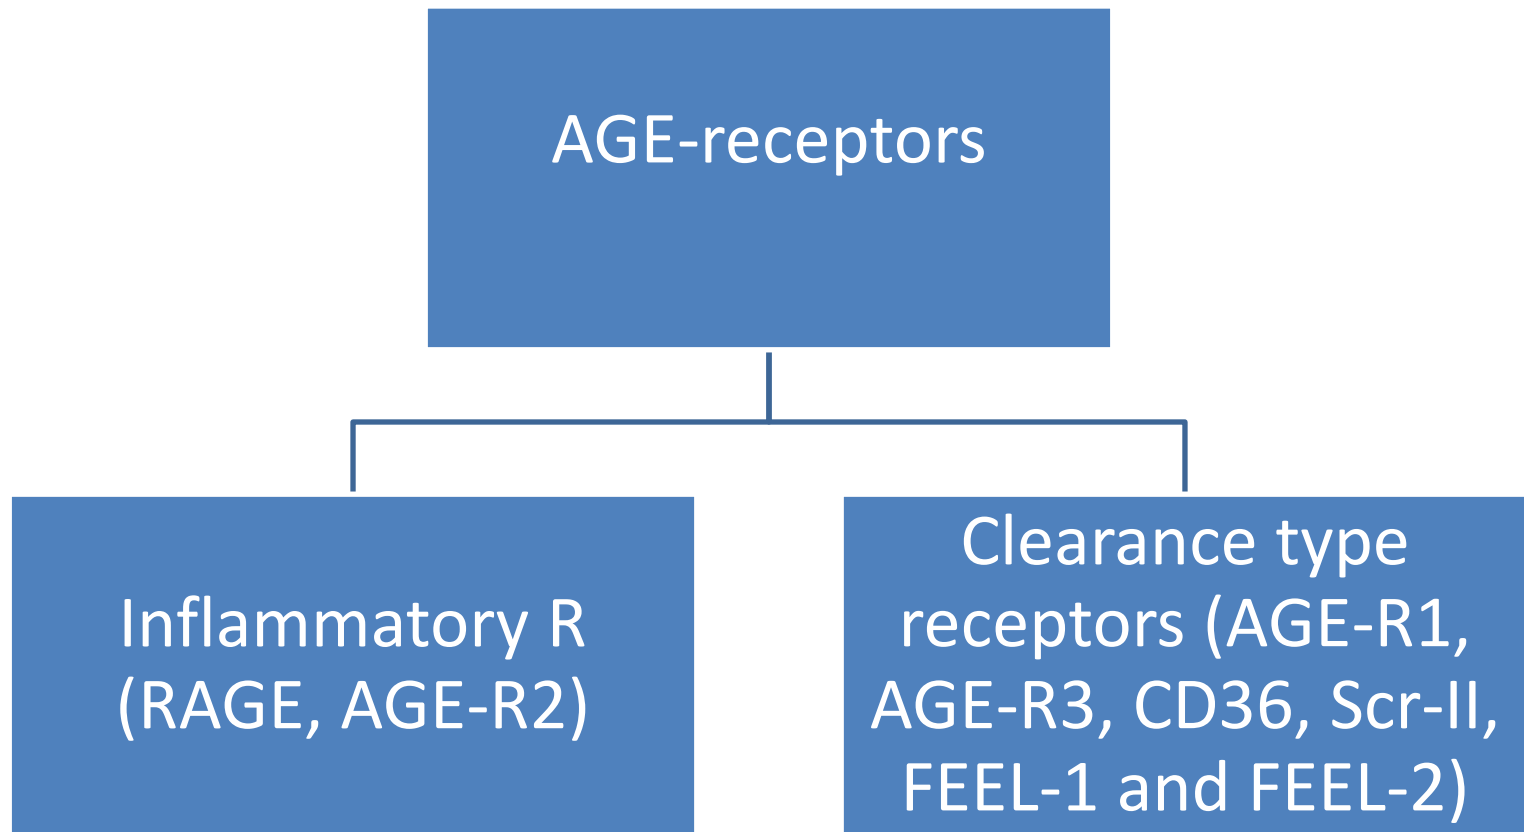 AGE-receptors
Inflammatory R
(RAGE, AGE-R2)
Clearance type
receptors (AGE-R1,
AGE-R3, CD36, Scr-II,
FEEL-1 and FEEL-2)